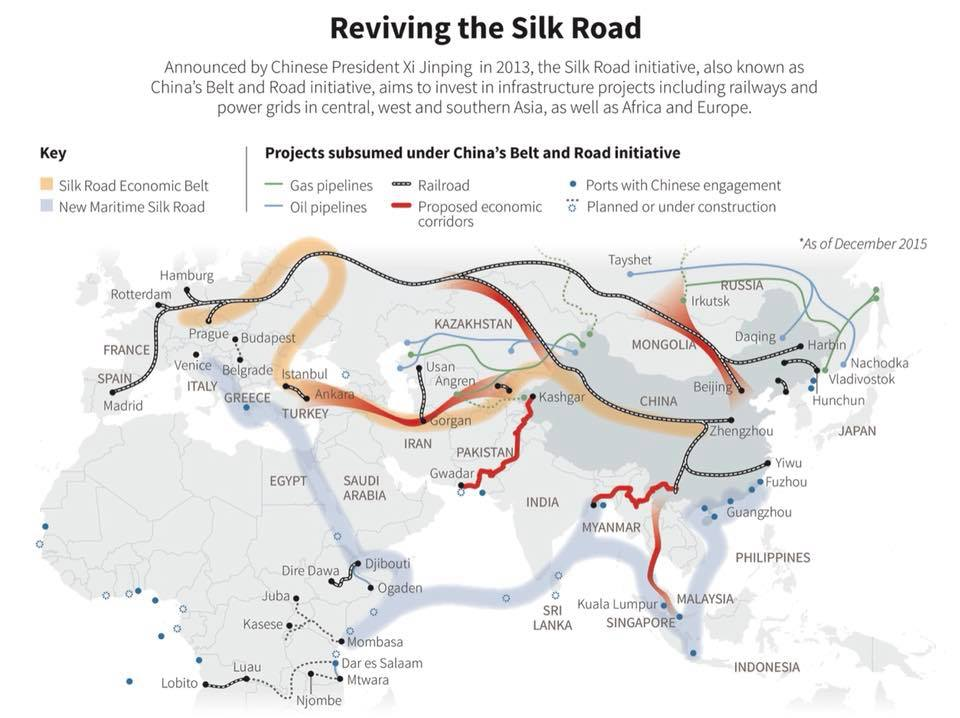 Reviving the Silk Road
Announced by Chinese President Xi Jinping in 2013, the Silk Road initiative, also known as
China's Belt and Road initiative, aims to invest in infrastructure projects including railways and
power grids in central, west and southern Asia, as well as Africa and Europe.
Key
Silk Road Economic Belt
New Maritime Silk Road
Projects subsumed under China's Belt and Road initiative
Gas pipelines
Oil pipelines
Railroad
Proposed economic
corridors
Ports with Chinese engagement
Planned or under construction
*As of December 2015
Tayshet
Hamburg
RUSSIA
Rotterdam
Irkutsk
KAZAKHSTAN
Prague
Budapest
MONGOLIA
Daqing
Harbin
FRANCE
Venice
Belgrade
Istanbul
Usan
Nachodka
SPAIN
ITALY
Angren
Vladivostok
Ankara
Beijing
GREECE
Kashgar
CHINA
Hunchun
Madrid
TURKEY
Gorgan
Zhengzhou
JAPAN
IRAN
PAKISTAN
Yiwu
Gwadar
EGYPT
SAUDI
ARABIA
Fuzhou
INDIA
Guangzhou
MYANMAR
PHILIPPINES
Djibouti
Dire Dawa
Ogaden
Juba
SRI
LANKA
Kuala Lumpur
MALAYSIA
Kasese
SINGAPORE
Mombasa
Dar es Salaam
Luau
INDONESIA
Lobito
Mtwara
Njombe